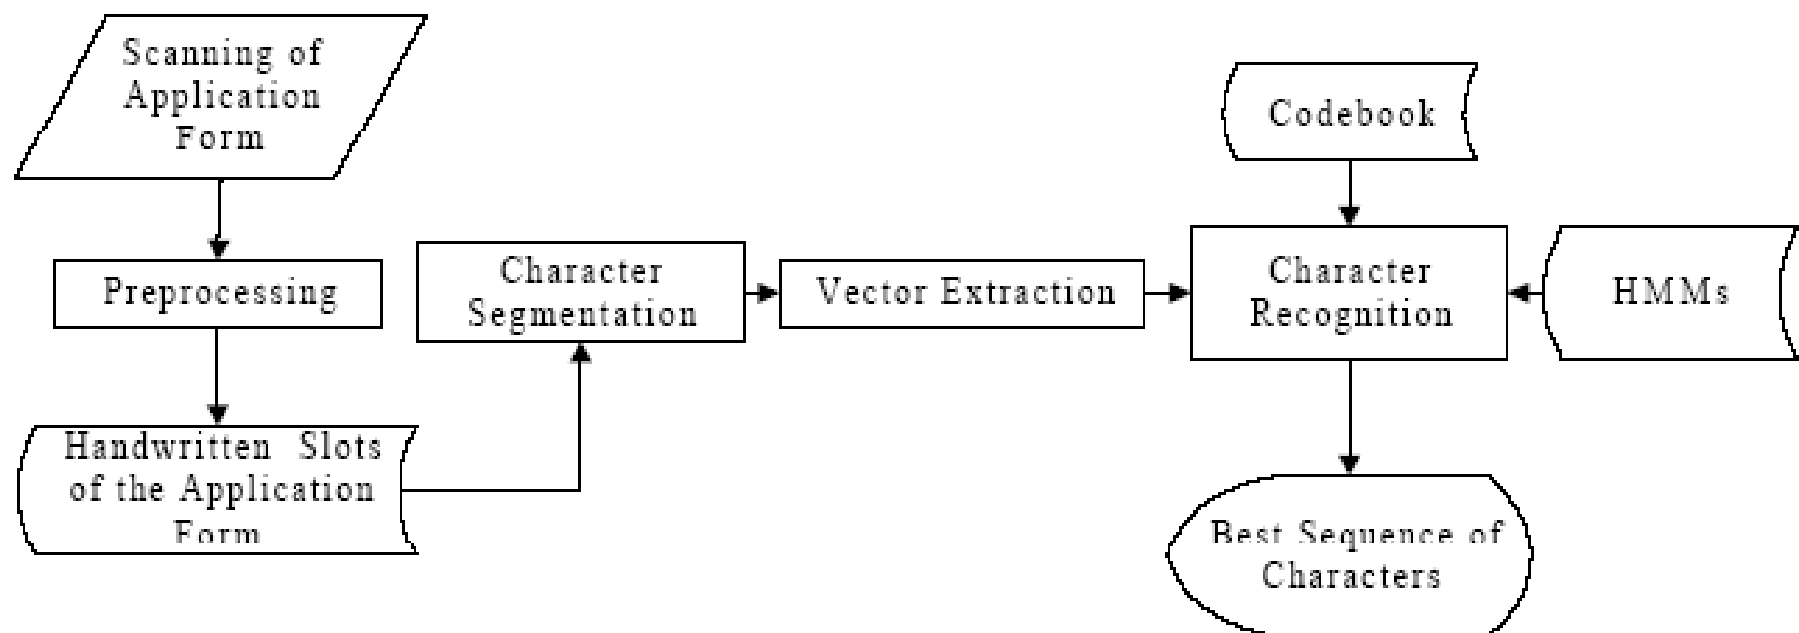 Scanning of
Application
Form
Preprocessing
Handwritten Slots
of the Application
Form
Character
Segmentation
Vector Extraction
Codebook
Character
Recognition
HMMs
Best Sequence of
Characters